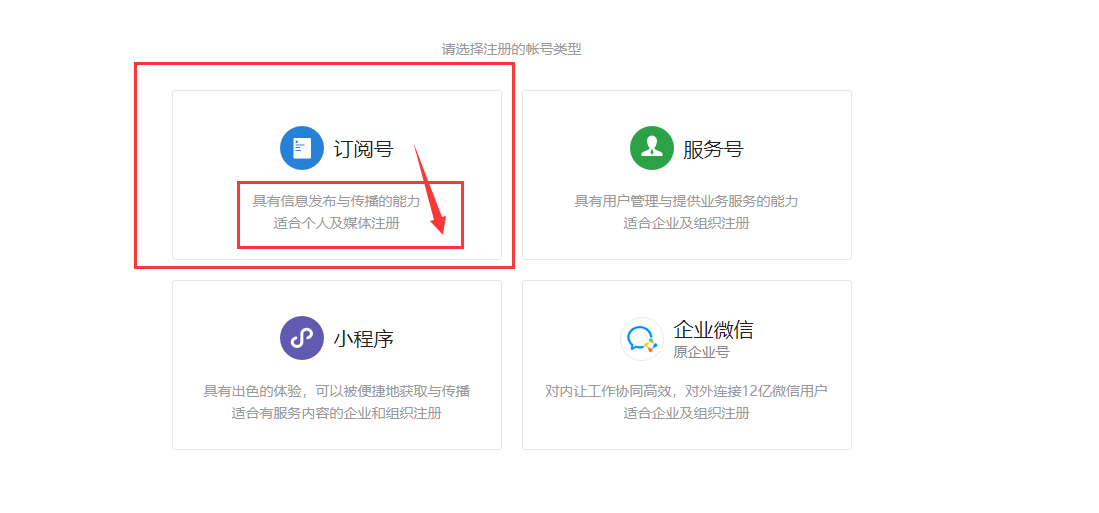 请选择注册的帐号类型
订阅号
具有信息发布与传播的能力
适合个人及媒体注册
服务号
具有用户管理与提供业务服务的能力
适合企业及组织注册
小程序
具有出色的体验，可以被便捷地获取与传播
适合有服务内容的企业和组织注册
企业微信
原企业号
对内让工作协同高效，对外连接12亿微信用户
适合企业及组织注册